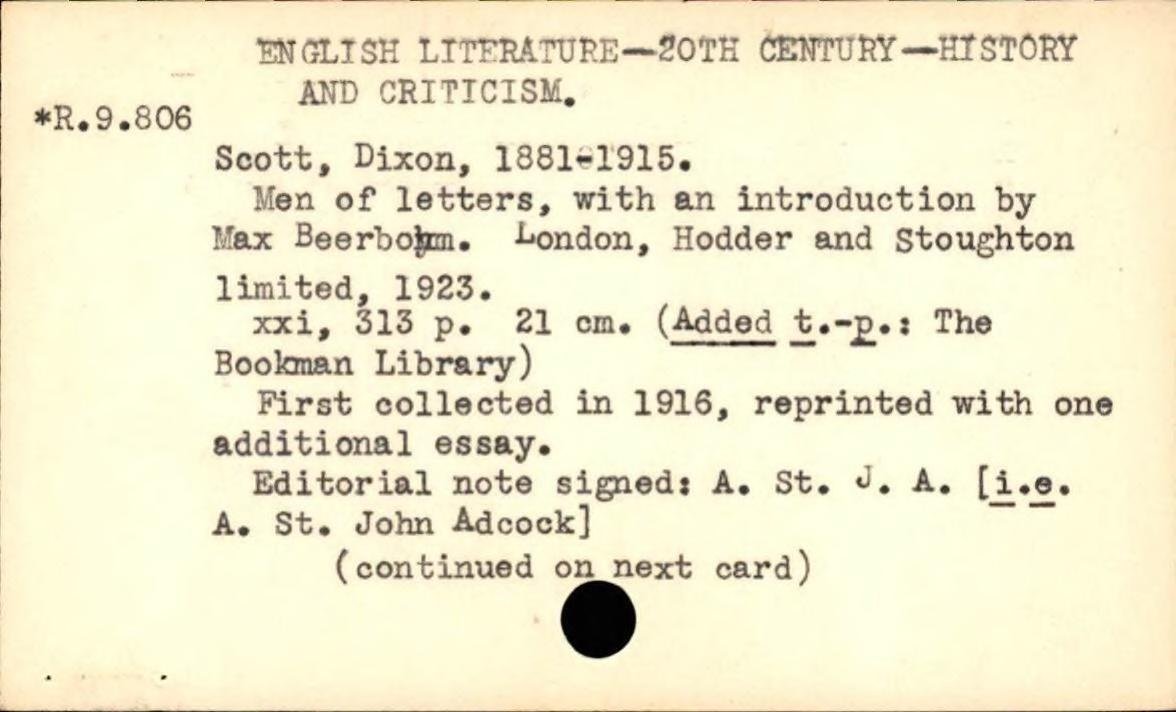 ENGLISH LITERATURE—20TH CENTURY—HISTORY
AND CRITICISM.
*R.9.806
Scott, Dixon, 1881-1915.
Men of letters, with an introduction by
Max Beerbohm. London, Hodder and Stoughton
limited, 1923.
xxi, 313 p. 21 cm. (Added t.-p.: The
Bookman Library)
First collected in 1916, reprinted with one
additional essay.
Editorial note signed: A. St. J. A. [i.e.
A. St. John Adcock]
(continued on next card)